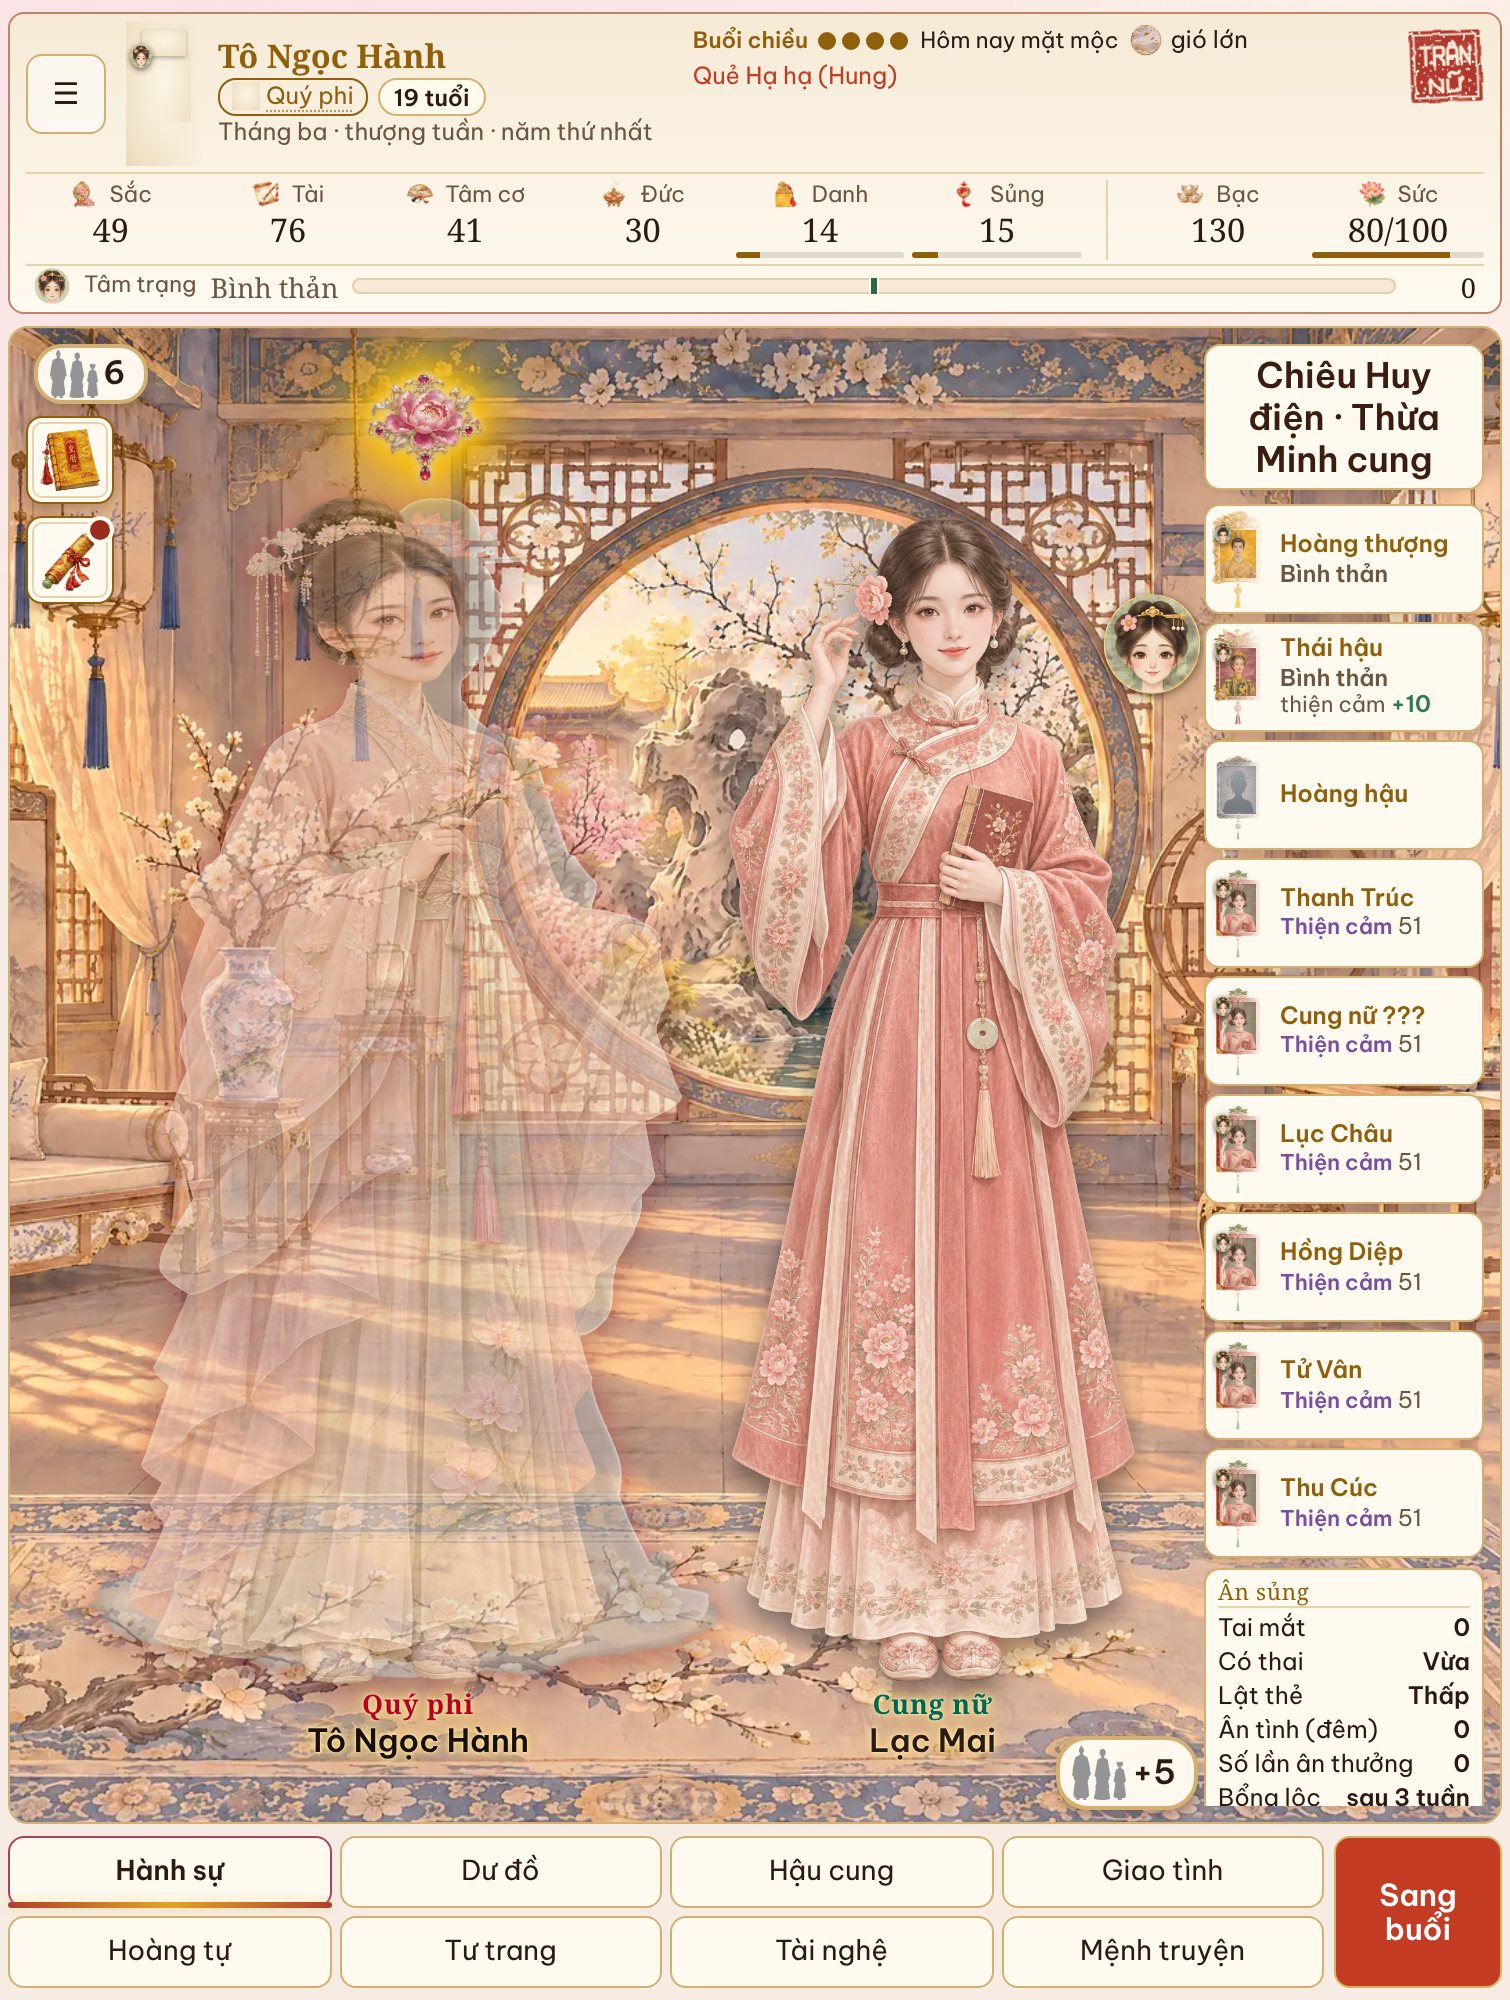 ☰
Tô Ngọc Hành
Quý phi
19 tuổi
Tháng ba · thượng tuần · năm thứ nhất
Buổi chiều
Hôm nay mặt mộc
gió lớn
Quẻ Hạ hạ (Hung)
TRÂN
NỮ
Sắc
49
Tài
76
Tâm cơ
41
Đức
30
Danh
14
Sủng
15
Bạc
130
Sức
80/100
Tâm trạng
Bình thản
0
6
Chiêu Huy
điện · Thừa
Minh cung
Hoàng thượng
Bình thản
Thái hậu
Bình thản
thiện cảm +10
Hoàng hậu
Thanh Trúc
Thiện cảm 51
Cung nữ ???
Thiện cảm 51
Lục Châu
Thiện cảm 51
Hồng Diệp
Thiện cảm 51
Tử Vân
Thiện cảm 51
Thu Cúc
Thiện cảm 51
Ân sủng
Tai mắt 0
Có thai Vừa
Lật thẻ Thấp
Ân tình (đêm) 0
Số lần ân thưởng 0
Bổng lộc sau 3 tuần
Quý phi
Tô Ngọc Hành
Cung nữ
Lạc Mai
+5
Hành sự
Dư đồ
Hậu cung
Giao tình
Hoàng tự
Tư trang
Tài nghệ
Mệnh truyện
Sang
buổi